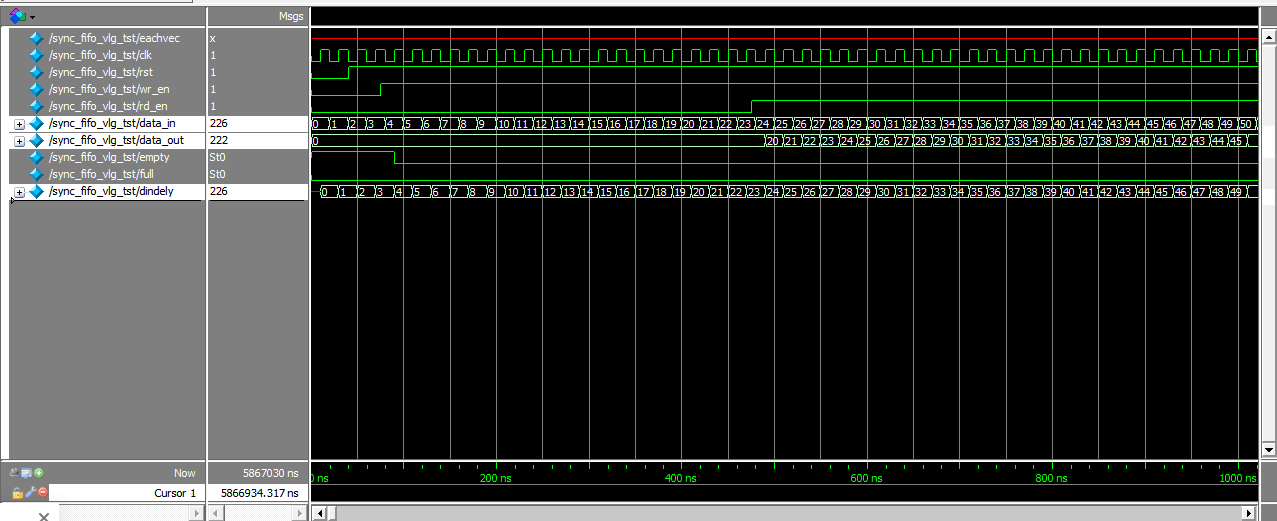 Msgs
/sync_fifo_vlg_tst/eachvec x
/sync_fifo_vlg_tst/clk 1
/sync_fifo_vlg_tst/rst 1
/sync_fifo_vlg_tst/wr_en 1
/sync_fifo_vlg_tst/rd_en 1
/sync_fifo_vlg_tst/data_in 226 0 1 2 3 4 5 6 7 8 9 10 11 12 13 14 15 16 17 18 19 20 21 22 23 24 25 26 27 28 29 30 31 32 33 34 35 36 37 38 39 40 41 42 43 44 45 46 47 48 49 50
/sync_fifo_vlg_tst/data_out 222 0 20 21 22 23 24 25 26 27 28 29 30 31 32 33 34 35 36 37 38 39 40 41 42 43 44 45
/sync_fifo_vlg_tst/empty St0
/sync_fifo_vlg_tst/full St0
/sync_fifo_vlg_tst/dindely 226 0 1 2 3 4 5 6 7 8 9 10 11 12 13 14 15 16 17 18 19 20 21 22 23 24 25 26 27 28 29 30 31 32 33 34 35 36 37 38 39 40 41 42 43 44 45 46 47 48 49
Now 5867030 ns ns 200 ns 400 ns 600 ns 800 ns 1000 ns
Cursor 1 5866934.317 ns